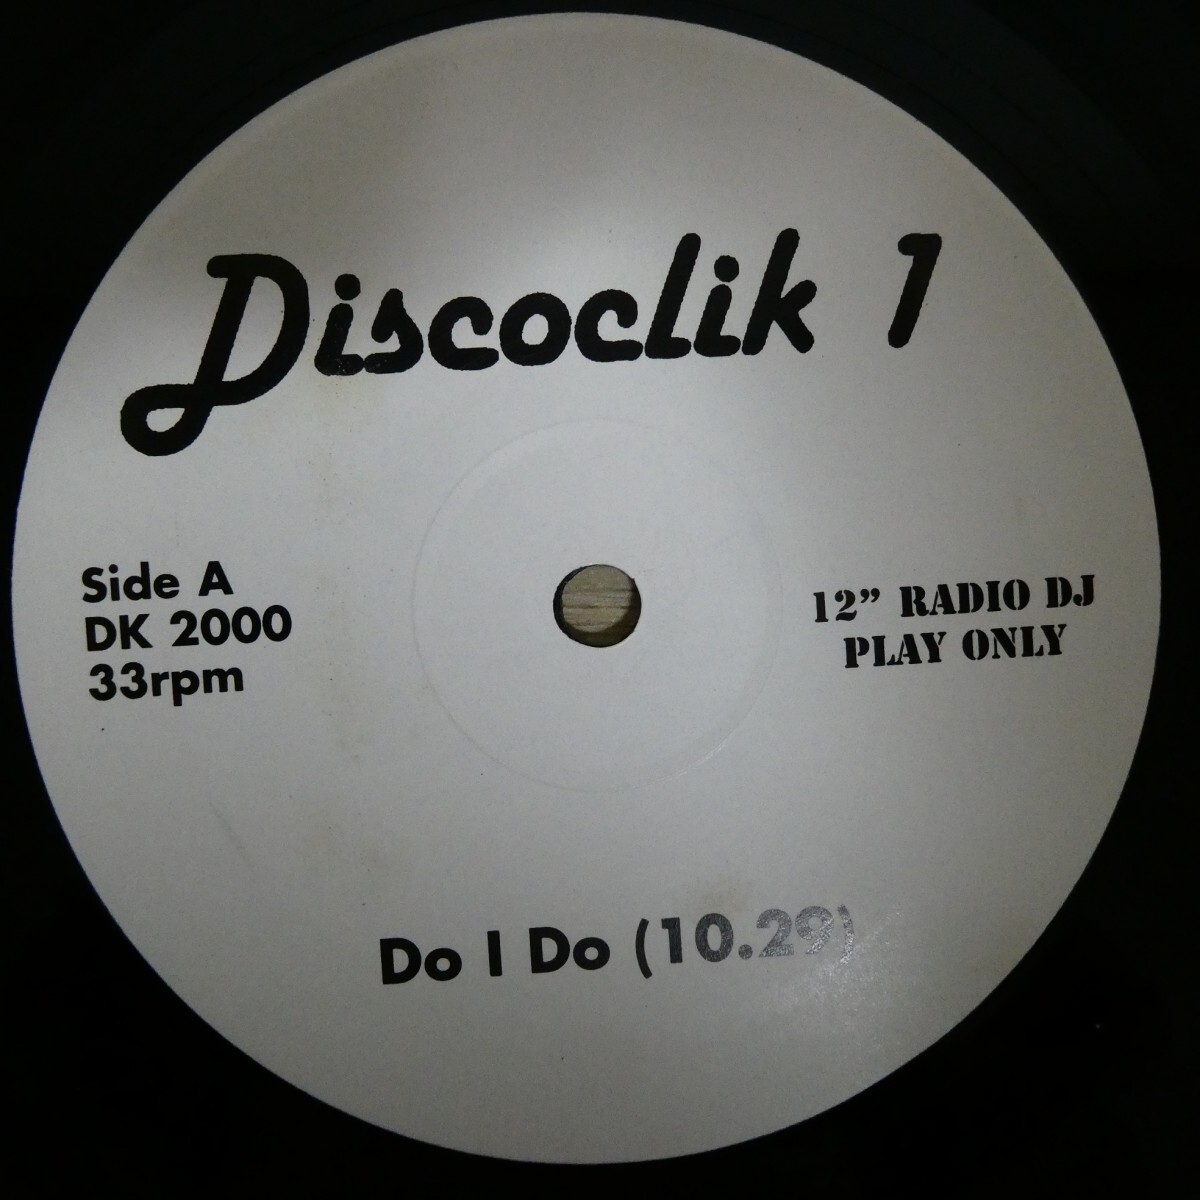 Discoclik 1
Side A
DK 2000
33rpm
12” RADIO DJ
PLAY ONLY
Do I Do (10.29)